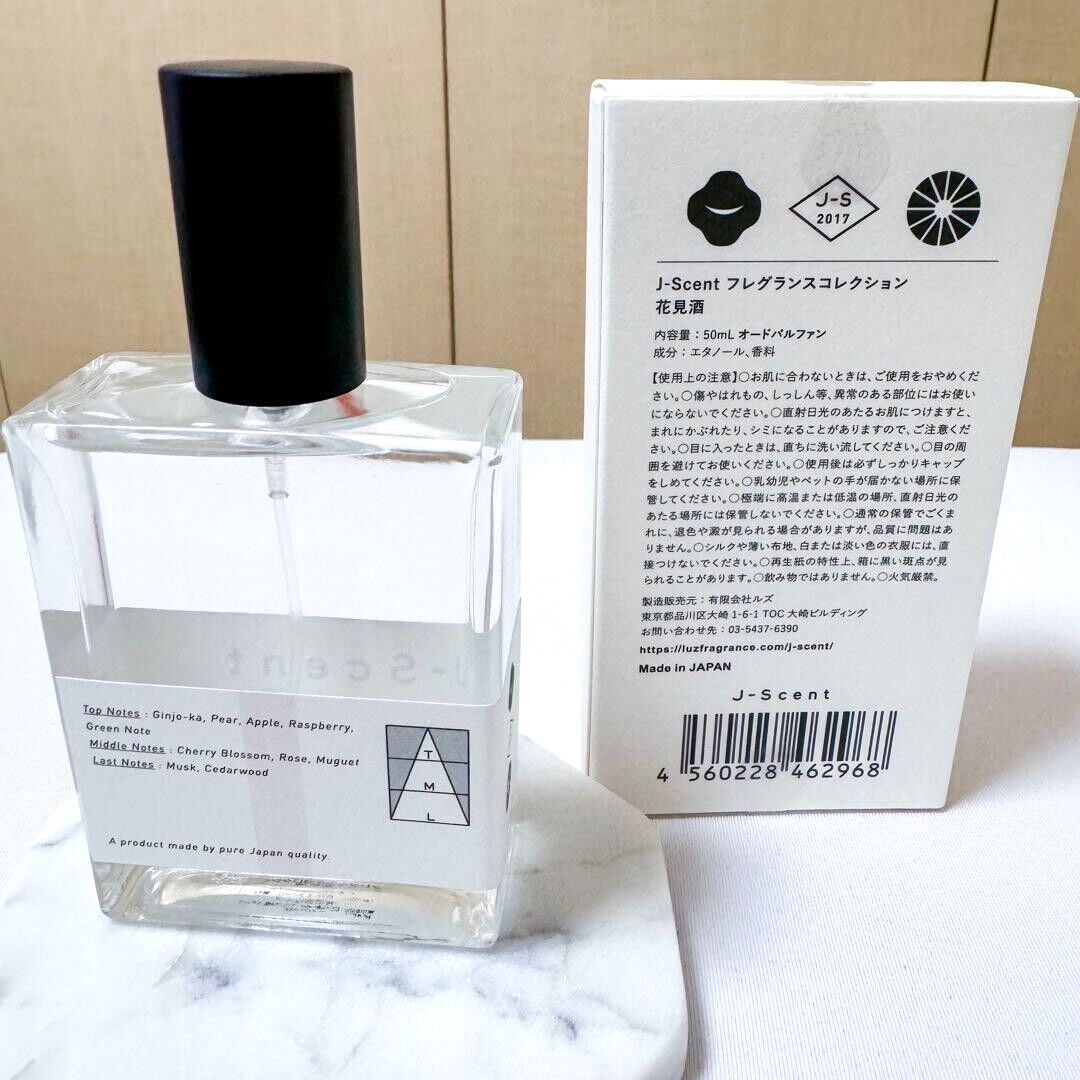 J-Scent
Top Notes : Ginjo-ka, Pear, Apple, Raspberry,
Green Note
Middle Notes : Cherry Blossom, Rose, Muguet
Last Notes : Musk, Cedarwood
T
M
L
A product made by pure Japan quality.
J-S
2017
J-Scent フレグランスコレクション
花見酒
内容量：50mL オードパルファン
成分：エタノール、香料
【使用上の注意】○お肌に合わないときは、ご使用をおやめくだ
さい。○傷やはれもの、しっしん等、異常のある部位にはお使い
にならないでください。○直射日光のあたるお肌につけますと、
まれにかぶれたり、シミになることがありますので、ご注意くだ
さい。○目に入ったときは、直ちに洗い流してください。○目の周
囲を避けてお使いください。○使用後は必ずしっかりキャップ
をしめてください。○乳幼児やペットの手が届かない場所に保
管してください。○極端に高温または低温の場所、直射日光の
あたる場所には保管しないでください。○通常の保管でごくま
れに、退色や澱が見られる場合がありますが、品質に問題はあ
りません。○シルクや薄い布地、白または淡い色の衣服には、直
接つけないでください。○再生紙の特性上、箱に黒い斑点が見
られることがあります。○飲み物ではありません。○火気厳禁。
製造販売元：有限会社ルズ
東京都品川区大崎 1-6-1 TOC 大崎ビルディング
お問い合わせ先：03-5437-6390
https://luzfragrance.com/j-scent/
Made in JAPAN
J-Scent
4 560228 462968